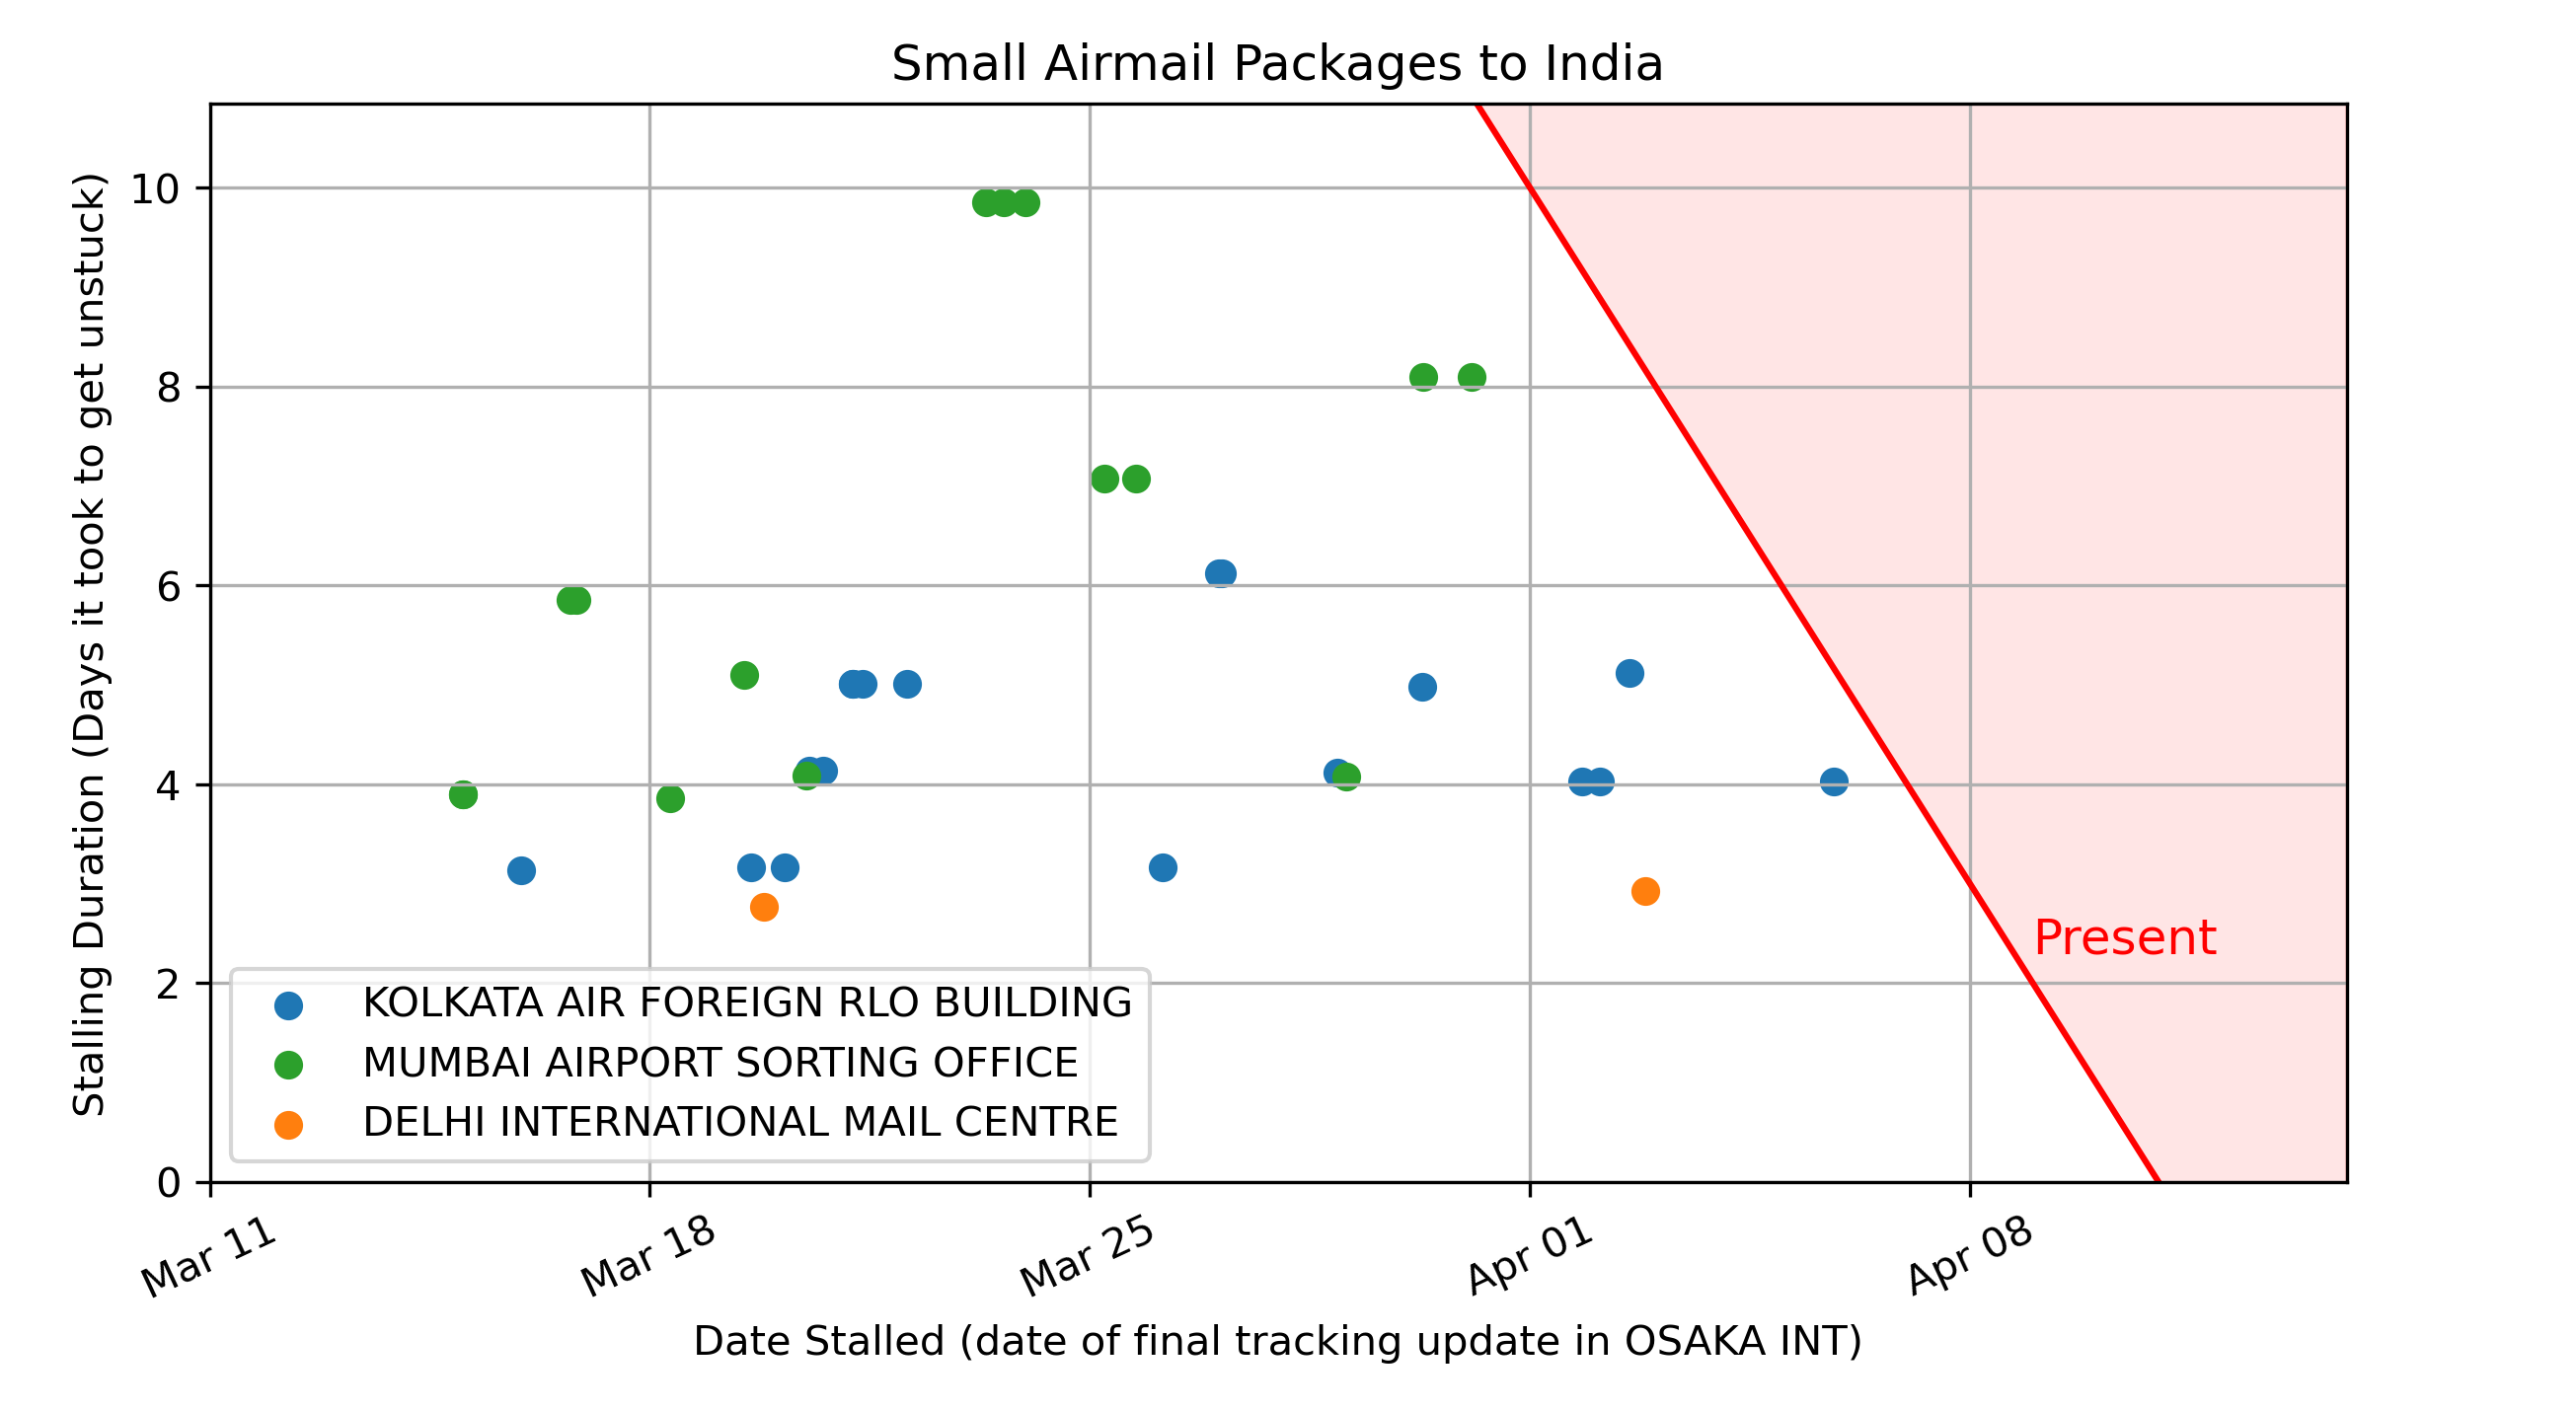 Small Airmail Packages to India
Stalling Duration (Days it took to get unstuck)
10
8
6
4
2
0
Present
KOLKATA AIR FOREIGN RLO BUILDING
MUMBAI AIRPORT SORTING OFFICE
DELHI INTERNATIONAL MAIL CENTRE
Mar 11
Mar 18
Mar 25
Apr 01
Apr 08
Date Stalled (date of final tracking update in OSAKA INT)